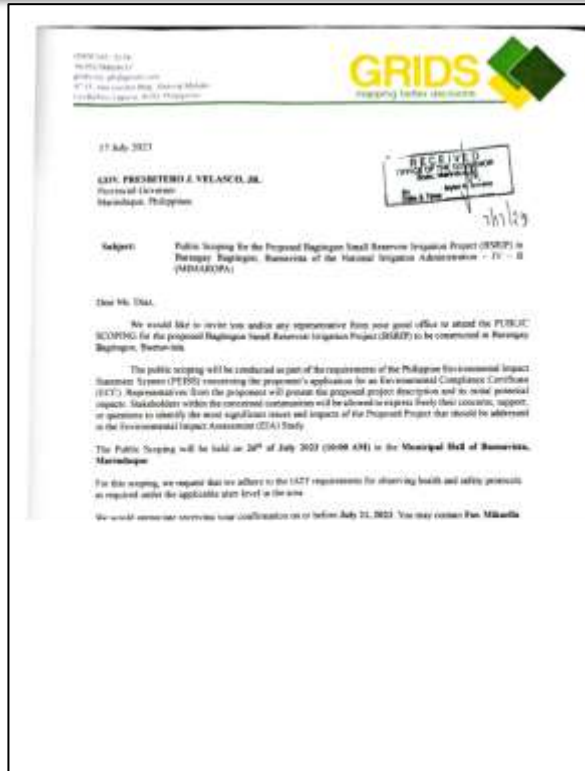 GRIDS
mapping better decisions
17 July 2023
RECEIVED
OFFICE OF THE GOVERNOR
GOV. PRESBITERO J. VELASCO, JR.
Provincial Governor
Marinduque, Philippines
Subject: Public Scoping for the Proposed Bagtingon Small Reservoir Irrigation Project (BSRIP) in
Barangay Bagtingon, Buenavista of the National Irrigation Administration – IV – B
(MIMAROPA)
Dear Ms. Diaz,
We would like to invite you and/or any representative from your good office to attend the PUBLIC
SCOPING for the proposed Bagtingon Small Reservoir Irrigation Project (BSRIP) to be constructed in Barangay
Bagtingon, Buenavista.
The public scoping will be conducted as part of the requirements of the Philippine Environmental Impact
Statement System (PEISS) concerning the proponent's application for an Environmental Compliance Certificate
(ECC). Representatives from the proponent will present the proposed project description and its initial potential
impacts. Stakeholders within the concerned communities will be allowed to express freely their concerns, support,
or questions to identify the most significant issues and impacts of the Proposed Project that should be addressed
in the Environmental Impact Assessment (EIA) Study.
The Public Scoping will be held on 26th of July 2023 (10:00 AM) in the Municipal Hall of Buenavista,
Marinduque.
For this scoping, we request that we adhere to the IATF requirements for observing health and safety protocols
as required under the applicable alert level in the area.
We would appreciate receiving your confirmation on or before July 21, 2023. You may contact For. Mikaella